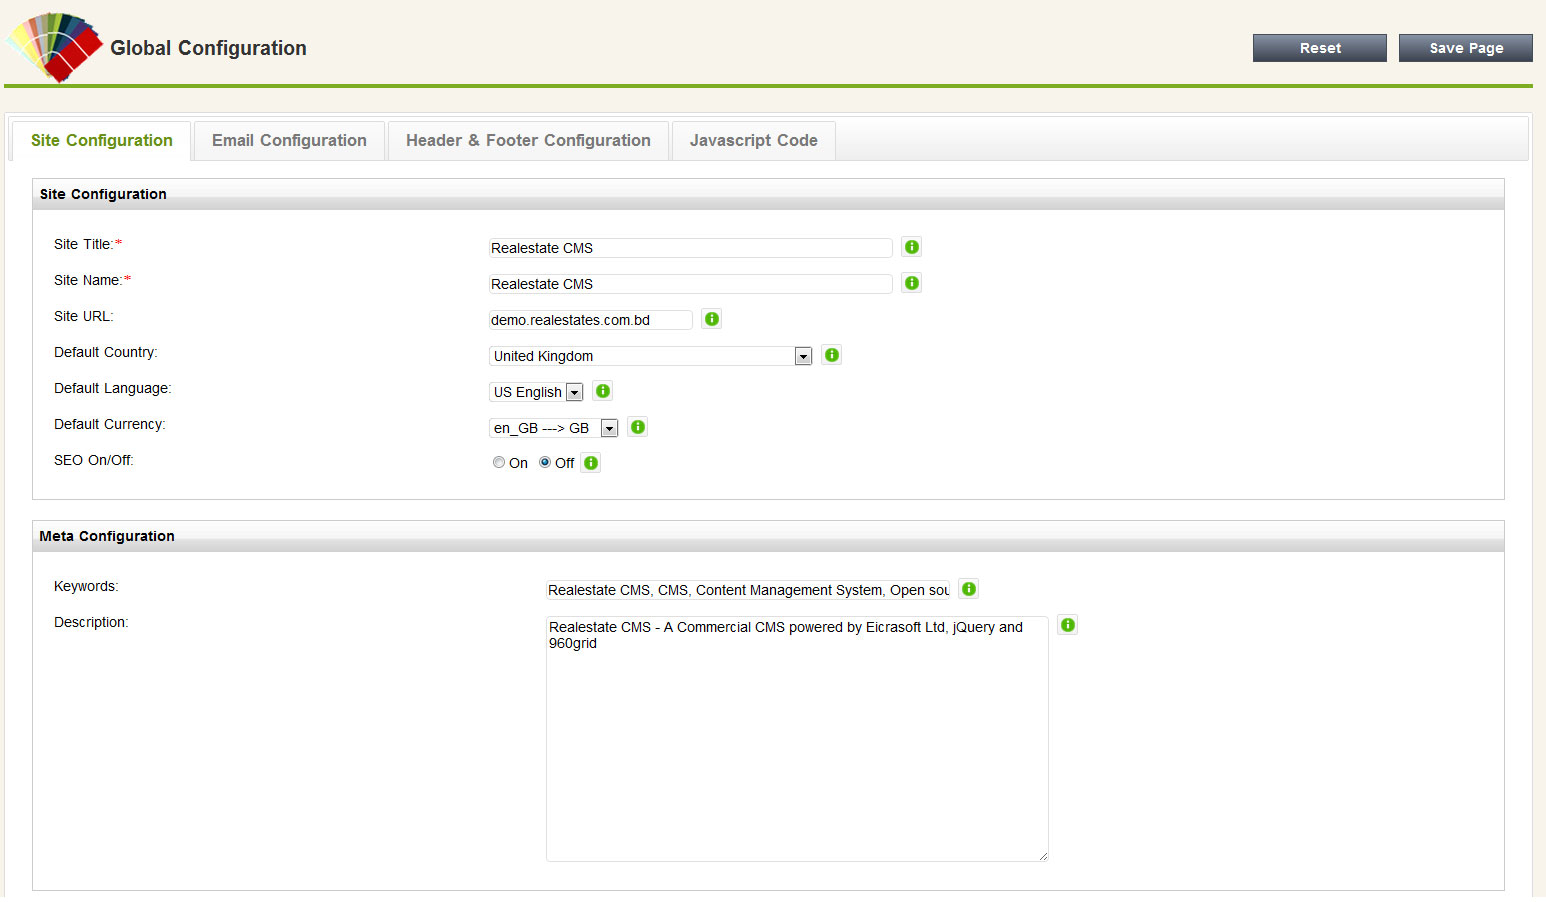 Global Configuration
Reset
Save Page
Site Configuration
Email Configuration
Header & Footer Configuration
Javascript Code
Site Configuration
Site Title:*
Realestate CMS
Site Name:*
Realestate CMS
Site URL:
demo.realestates.com.bd
Default Country:
United Kingdom
Default Language:
US English
Default Currency:
en_GB ---> GB
SEO On/Off:
On Off
Meta Configuration
Keywords:
Realestate CMS, CMS, Content Management System, Open sou
Description:
Realestate CMS - A Commercial CMS powered by Eicrasoft Ltd, jQuery and
960grid